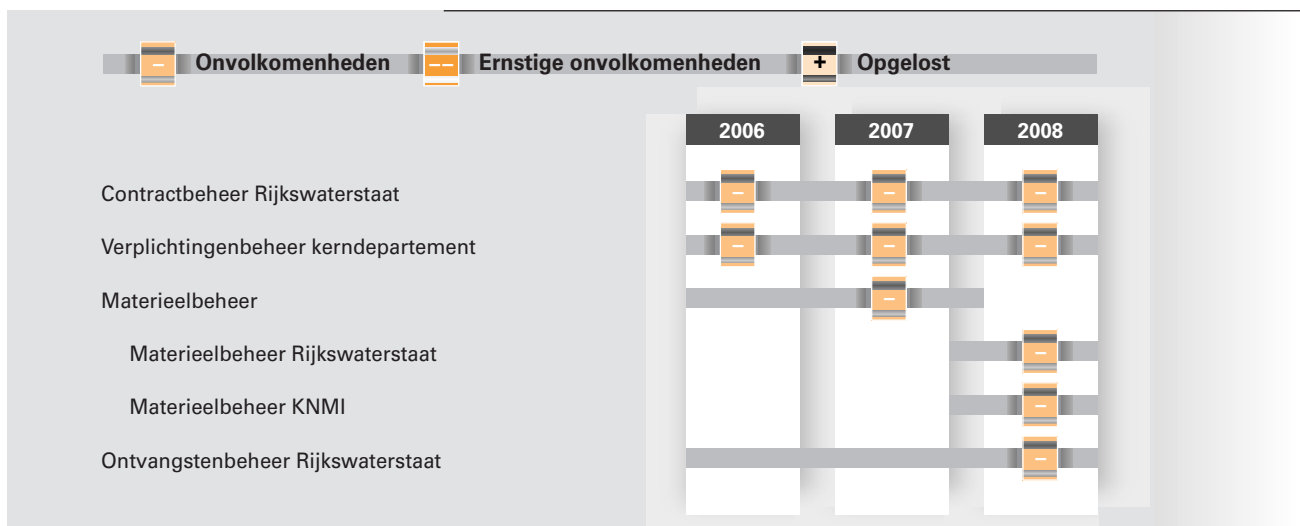 – Onvolkomenheden –– Ernstige onvolkomenheden + Opgelost
2006 2007 2008
Contractbeheer Rijkswaterstaat – – –
Verplichtingenbeheer kerndepartement – – –
Materieelbeheer –
Materieelbeheer Rijkswaterstaat –
Materieelbeheer KNMI –
Ontvangstenbeheer Rijkswaterstaat –